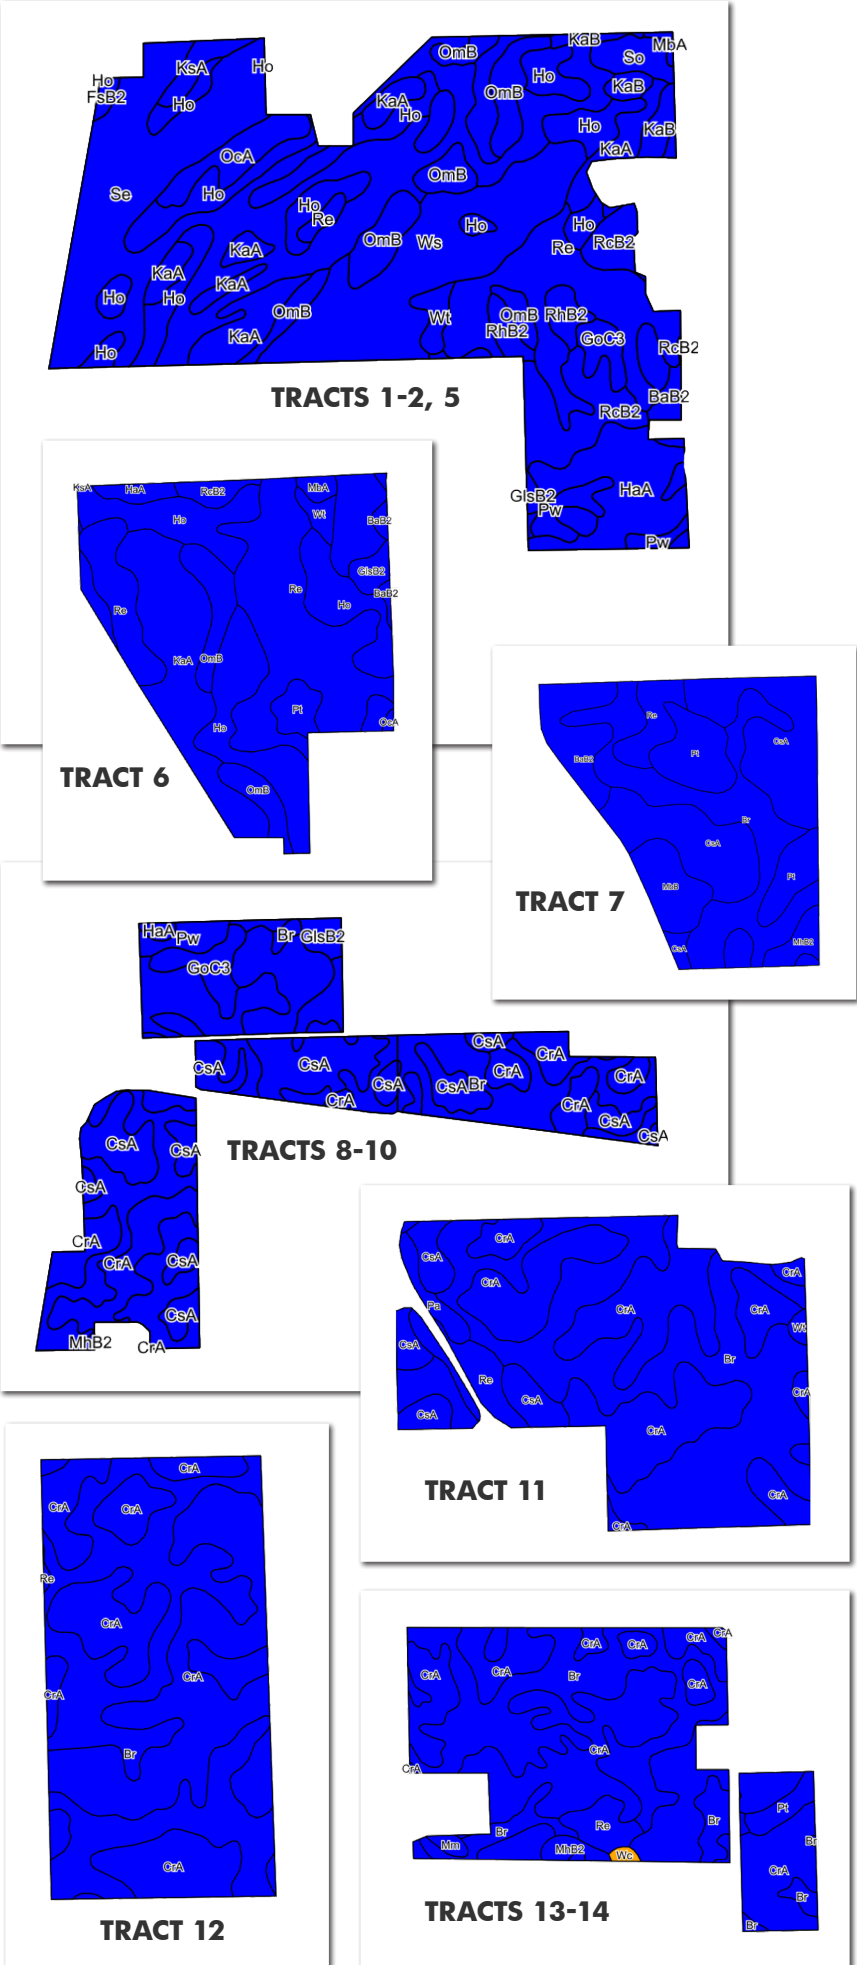 KaB
MbA
OmB
So
KsA
Ho
Ho
Ho
KaB
FsB2
OmB
KaA
Ho
Ho
Ho
KaB
KaA
OcA
OmB
Se
Ho
Ho
Re
Ho
Ho
OmB
Ws
RcB2
Re
KaA
KaA
KaA
Ho
Ho
OmB
Wt
OmB
RhB2
RhB2
KaA
GoC3
RcB2
Ho
BaB2
TRACTS 1-2, 5
RcB2
HaA
GlsB2
Pw
Pw
KsA
HaA
RcB2
MbA
Ho
Wt
BaB2
GlsB2
Re
BaB2
Re
Ho
KaA
OmB
Pt
Ho
OcA
TRACT 6
OmB
Re
CsA
Pt
BaB2
Br
CsA
Pt
MbB
TRACT 7
CsA
MhB2
HaA
Pw
Br
GlsB2
GoC3
CsA
CrA
CsA
CsA
CrA
CrA
CsA
CsA
Br
CrA
CrA
CsA
CsA
TRACTS 8-10
CsA
CsA
CsA
CrA
CrA
CsA
CsA
MhB2
CrA
CrA
CsA
CrA
CrA
Pa
CrA
CrA
Wt
CsA
Br
Re
CrA
CsA
CsA
CrA
TRACT 11
CrA
CrA
CrA
CrA
CrA
Re
CrA
CrA
CrA
Br
CrA
TRACT 12
CrA
CrA
CrA
CrA
CrA
CrA
Br
CrA
CrA
CrA
Pt
Re
Br
Br
Br
Mm
MhB2
Wc
CrA
Br
Br
TRACTS 13-14